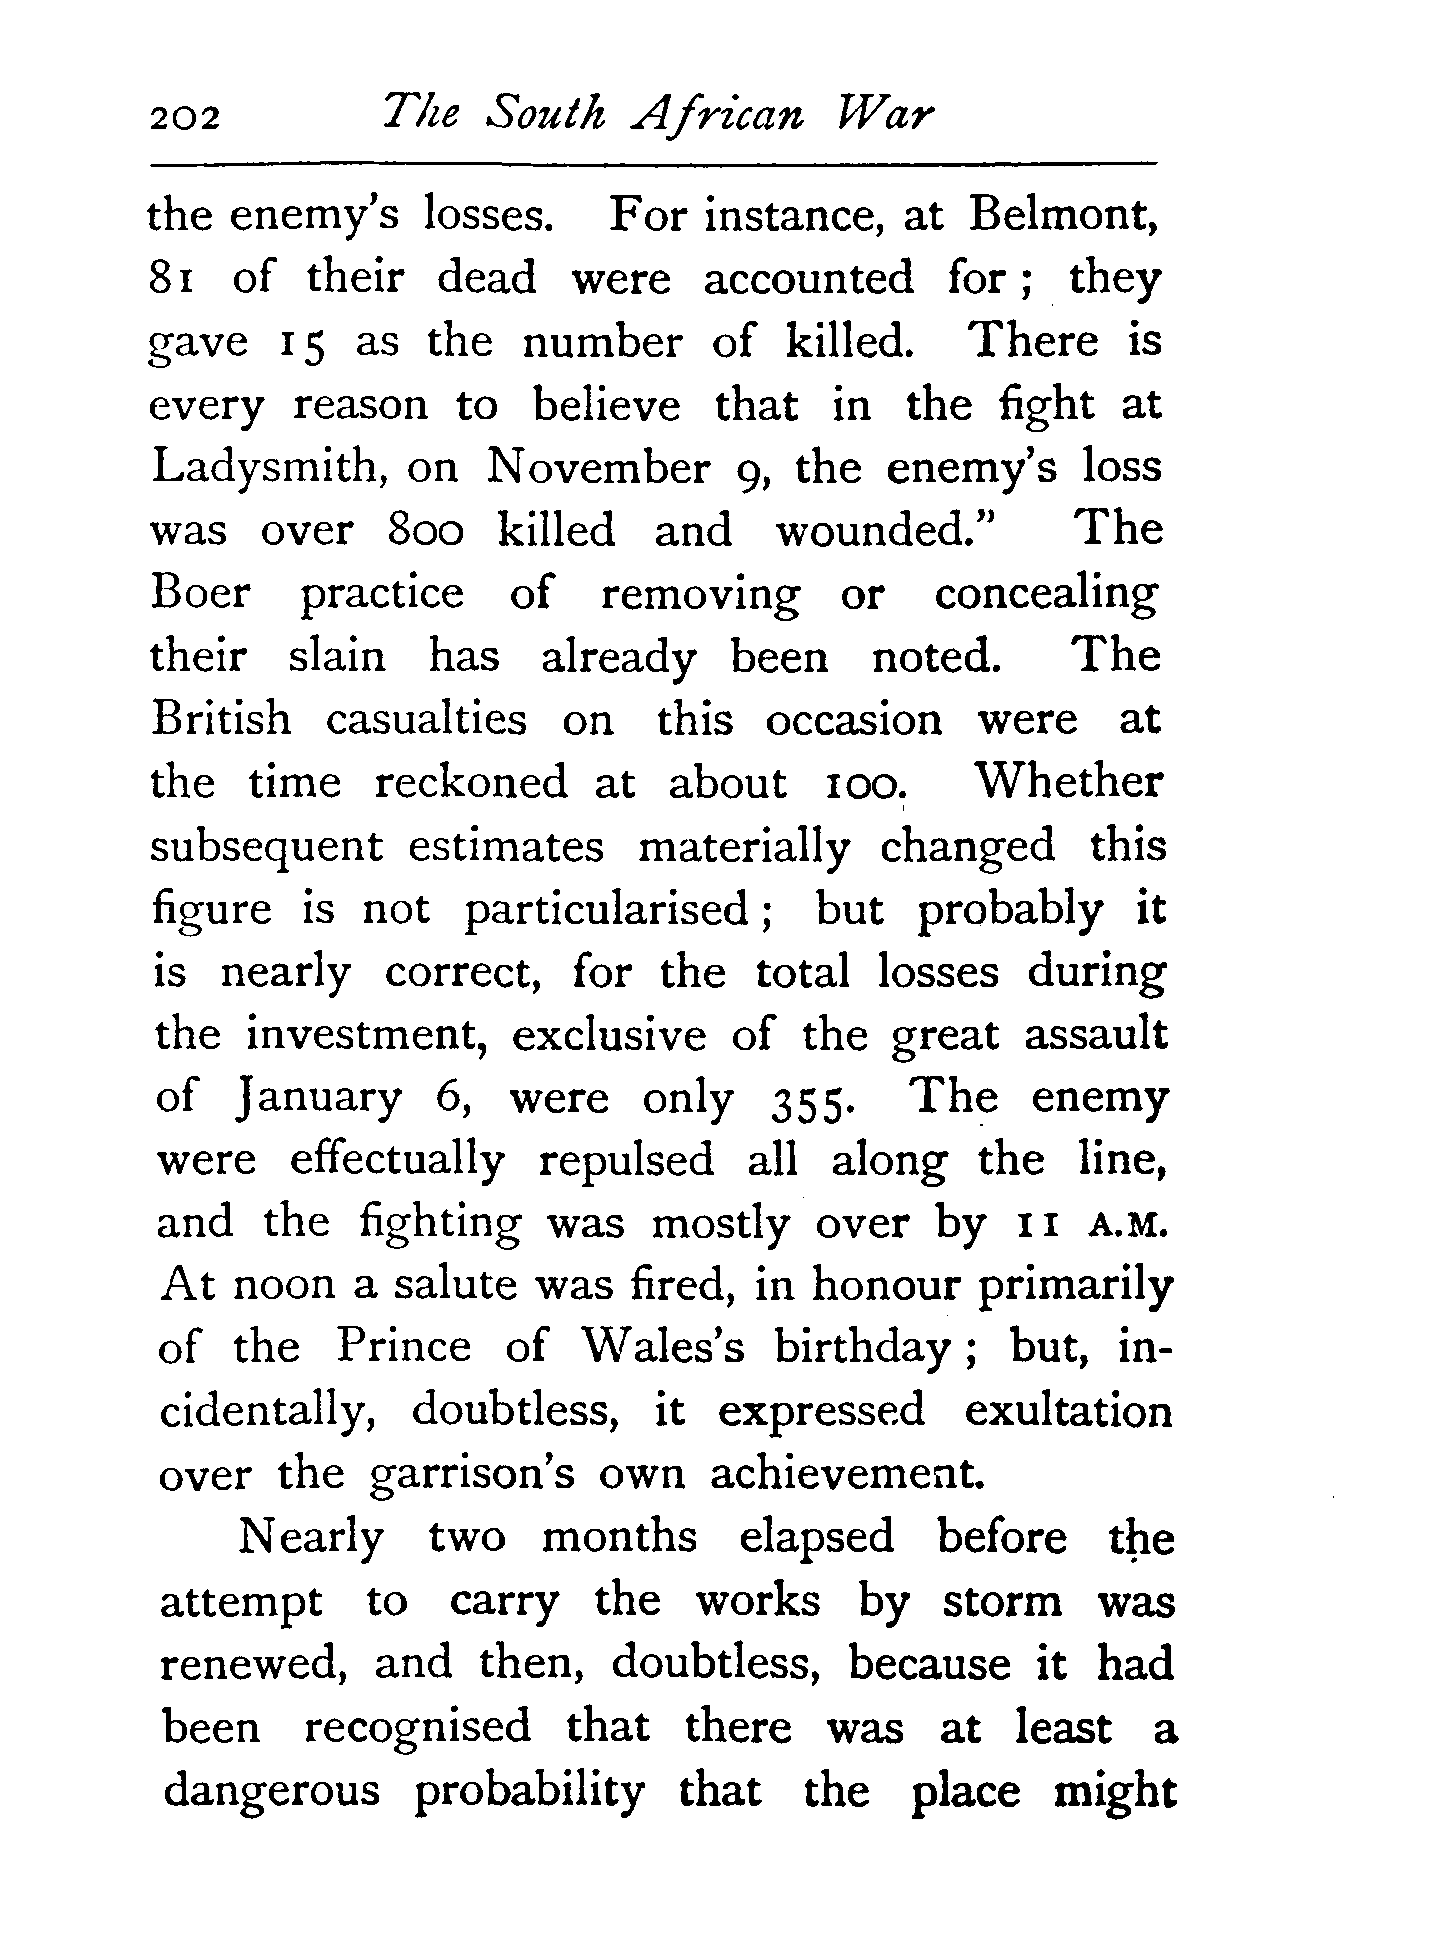 202 The South African War
the enemy's losses. For instance, at Belmont,
81 of their dead were accounted for ; they
gave 15 as the number of killed. There is
every reason to believe that in the fight at
Ladysmith, on November 9, the enemy's loss
was over 800 killed and wounded.” The
Boer practice of removing or concealing
their slain has already been noted. The
British casualties on this occasion were at
the time reckoned at about 100. Whether
subsequent estimates materially changed this
figure is not particularised ; but probably it
is nearly correct, for the total losses during
the investment, exclusive of the great assault
of January 6, were only 355. The enemy
were effectually repulsed all along the line,
and the fighting was mostly over by 11 A.M.
At noon a salute was fired, in honour primarily
of the Prince of Wales's birthday ; but, in-
cidentally, doubtless, it expressed exultation
over the garrison's own achievement.
Nearly two months elapsed before the
attempt to carry the works by storm was
renewed, and then, doubtless, because it had
been recognised that there was at least a
dangerous probability that the place might